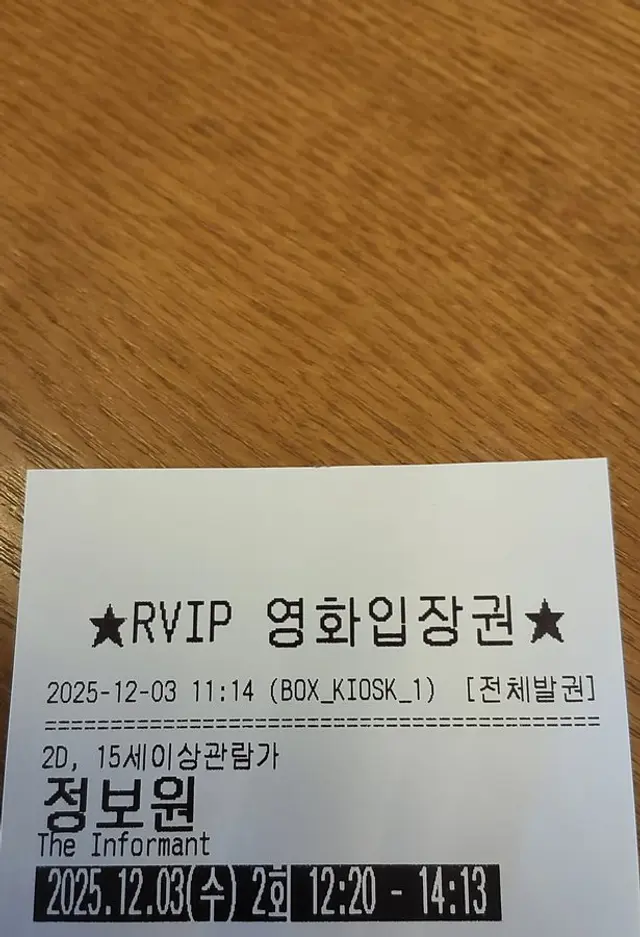 ★RVIP 영화입장권★
2025-12-03 11:14 (BOX_KIOSK_1) [전체발권]
==================================================
2D, 15세이상관람가
정보원
The Informant
2025.12.03(수) 2회 12:20 - 14:13